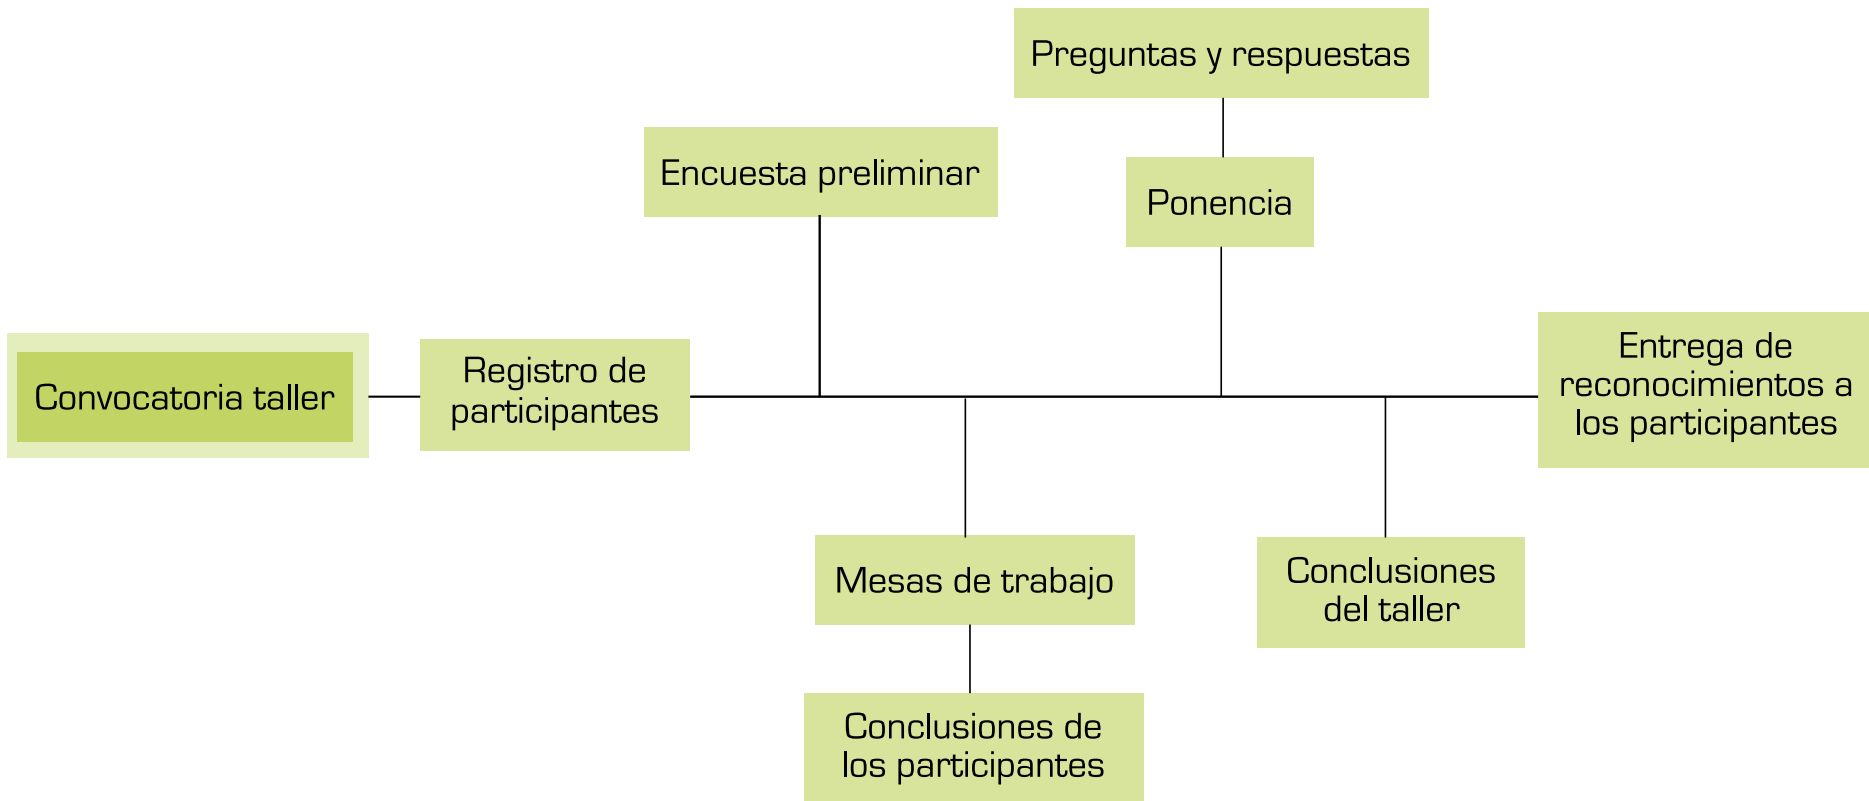 Preguntas y respuestas
Encuesta preliminar
Ponencia
Convocatoria taller
Registro de
participantes
Entrega de
reconocimientos a
los participantes
Mesas de trabajo
Conclusiones
del taller
Conclusiones de
los participantes